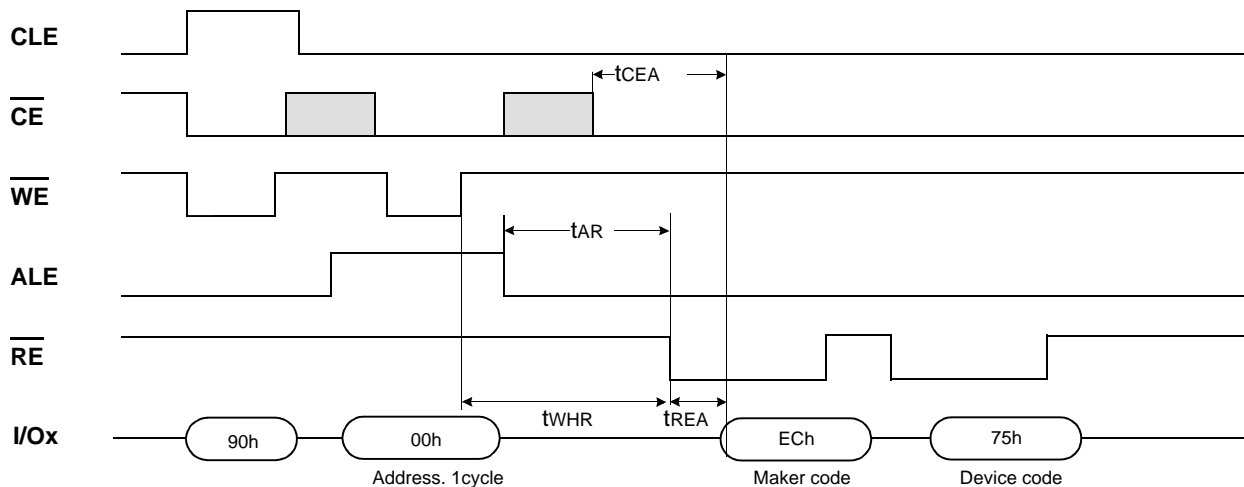 CLE
tCEA
CE
WE
tAR
ALE
RE
tWHR
tREA
I/Ox
90h
00h
ECh
75h
Address. 1cycle
Maker code
Device code